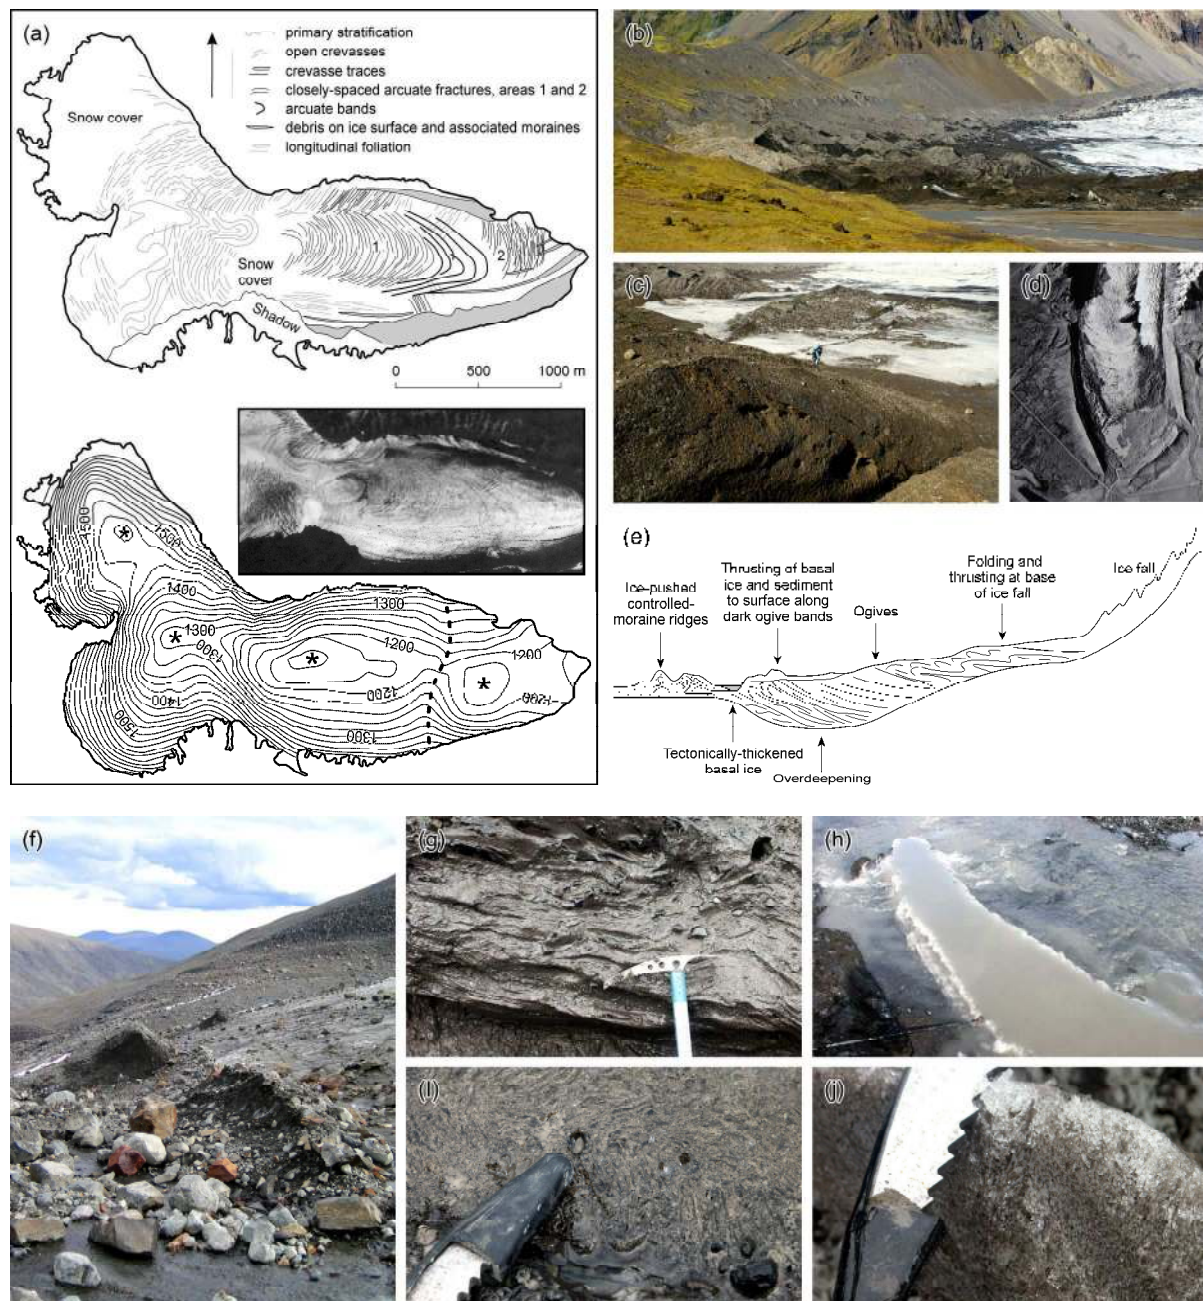 (a)
primary stratification
open crevasses
crevasse traces
closely-spaced arcuate fractures, areas 1 and 2
arcuate bands
debris on ice surface and associated moraines
longitudinal foliation
Snow cover
1
2
Snow
cover
Shadow
0 500 1000 m
1500
1500
1400
1300
1300
1300
1200
1200
1200
1200
1400
1500
1300
(b)
(c)
(d)
(e)
Ice-pushed
controlled-
moraine ridges
Thrusting of basal
ice and sediment
to surface along
dark ogive bands
Ogives
Folding and
thrusting at base
of ice fall
Ice fall
Tectonically-thickened
basal ice
Overdeepening
(f)
(g)
(h)
(i)
(j)